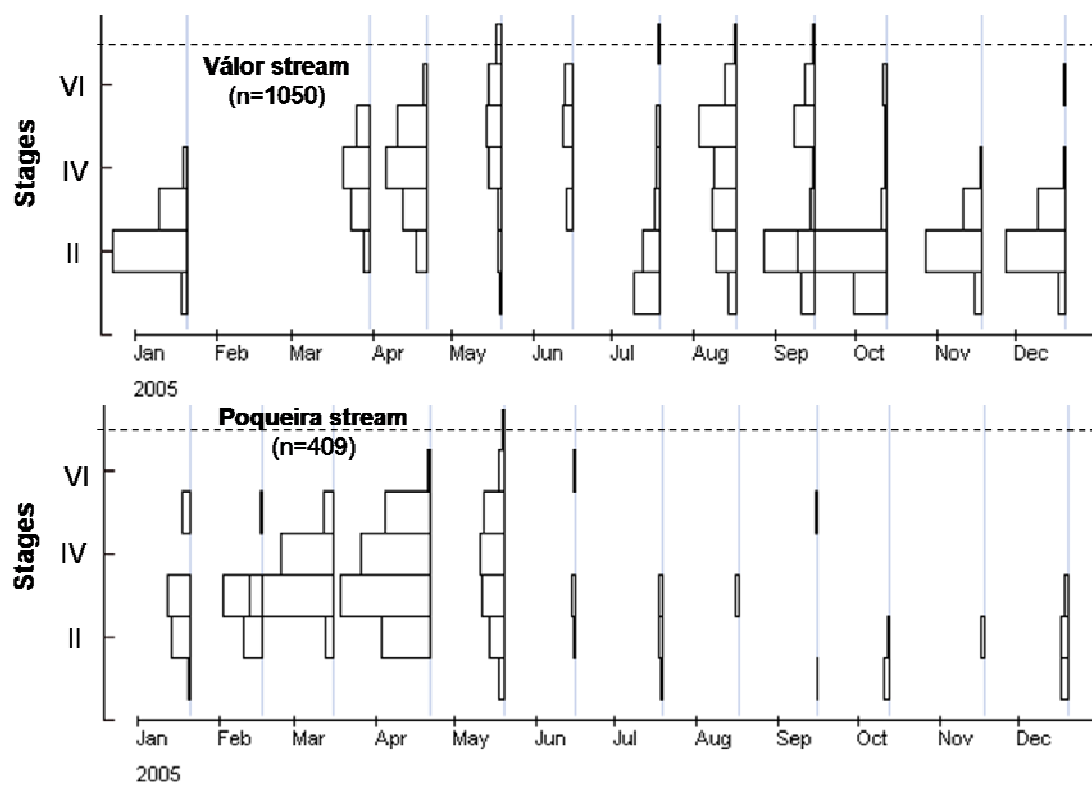 Válor stream
(n=1050)
Stages
VI
IV
II
Jan Feb Mar Apr May Jun Jul Aug Sep Oct Nov Dec
2005
Poqueira stream
(n=409)
Stages
VI
IV
II
Jan Feb Mar Apr May Jun Jul Aug Sep Oct Nov Dec
2005